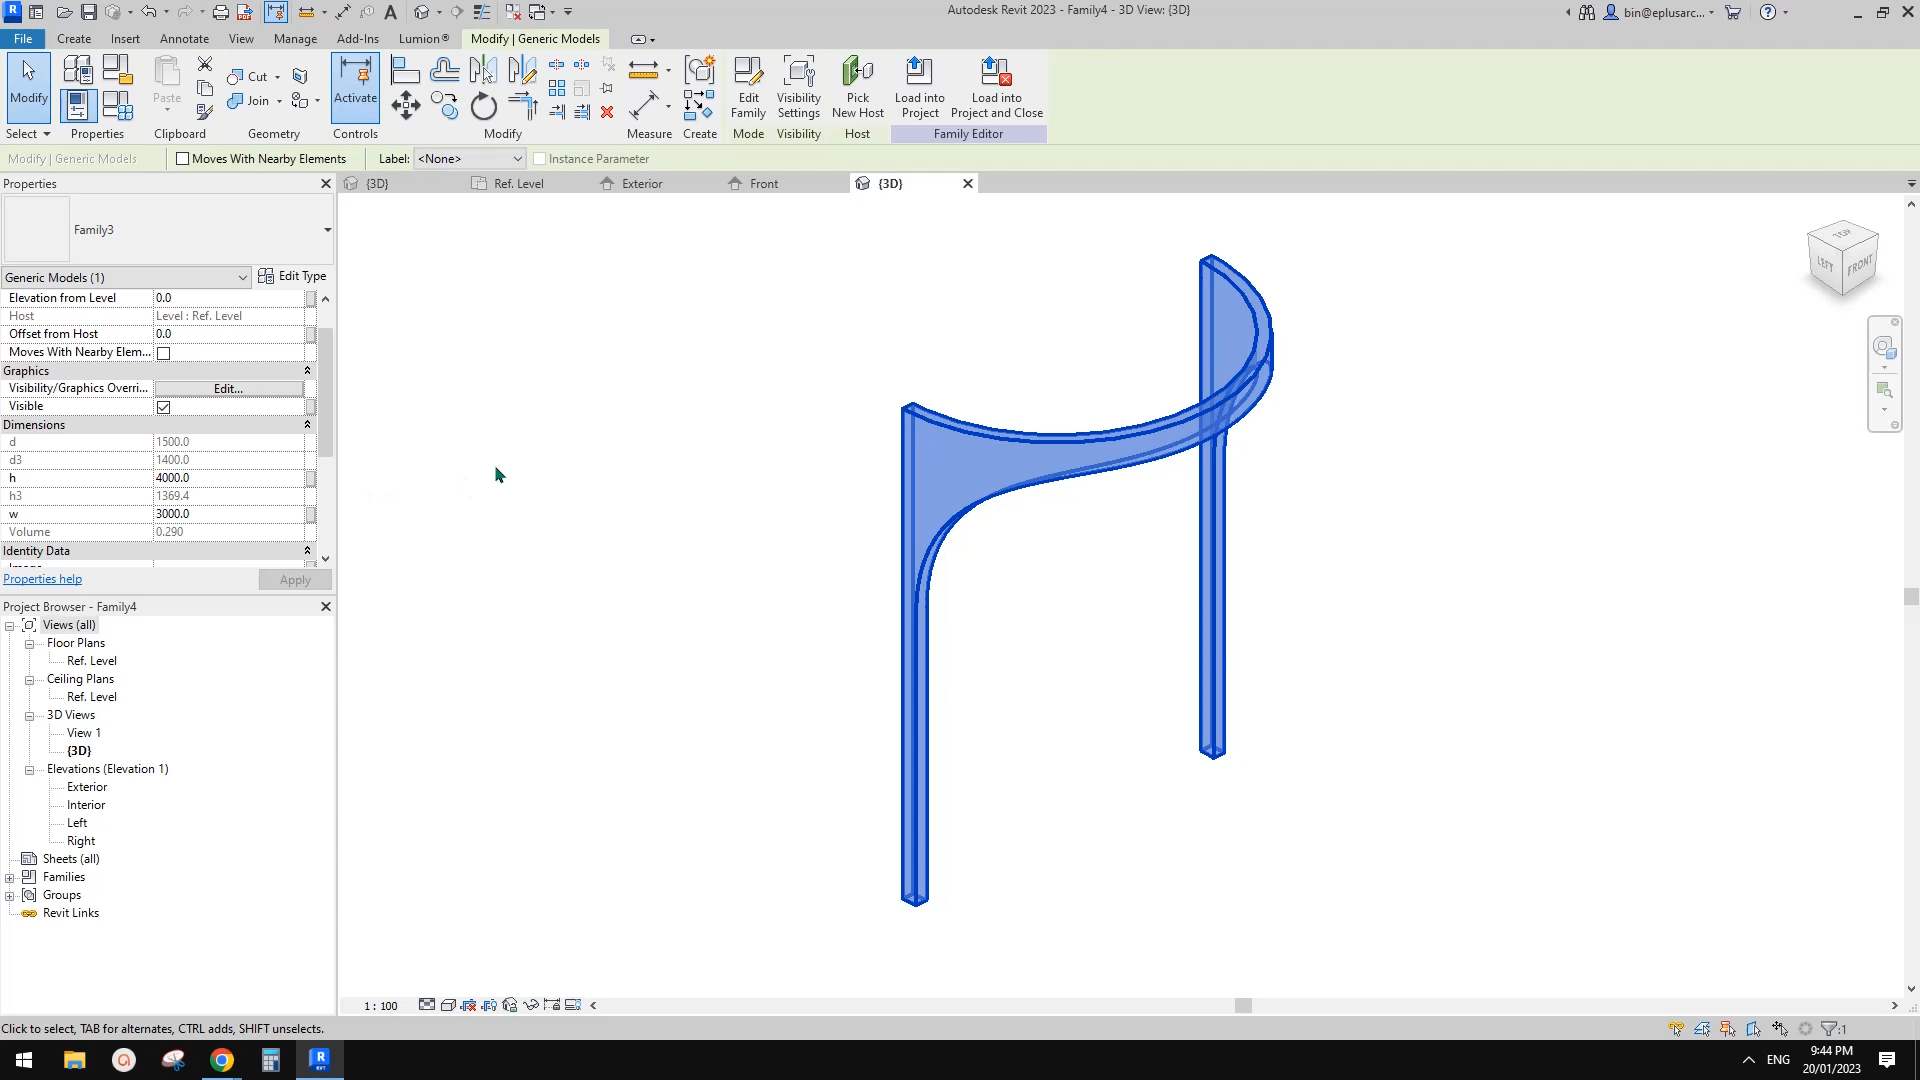 Autodesk Revit 2023 - Family4 - 3D View: {3D}
bin@eplusarc...
File
Create
Insert
Annotate
View
Manage
Add-Ins
Lumion®
Modify | Generic Models
Modify
Paste
Cut
Join
Activate
Edit
Family
Visibility
Settings
Pick
New Host
Load into
Project
Load into
Project and Close
Select
Properties
Clipboard
Geometry
Controls
Modify
Measure
Create
Mode
Visibility
Host
Family Editor
Modify | Generic Models
Moves With Nearby Elements
Label:
<None>
Instance Parameter
Properties
{3D}
Ref. Level
Exterior
Front
{3D}
Family3
Generic Models (1)
Edit Type
Elevation from Level 0.0
Host Level : Ref. Level
Offset from Host 0.0
Moves With Nearby Elem...
Graphics
Visibility/Graphics Overri... Edit...
Visible
Dimensions
d 1500.0
d3 1400.0
h 4000.0
h3 1369.4
w 3000.0
Volume 0.290
Identity Data
Properties help
Apply
Project Browser - Family4
Views (all)
Floor Plans
Ref. Level
Ceiling Plans
Ref. Level
3D Views
View 1
{3D}
Elevations (Elevation 1)
Exterior
Interior
Left
Right
Sheets (all)
Families
Groups
Revit Links
TOP
LEFT
FRONT
1 : 100
Click to select, TAB for alternates, CTRL adds, SHIFT unselects.
:1
ENG
9:44 PM
20/01/2023